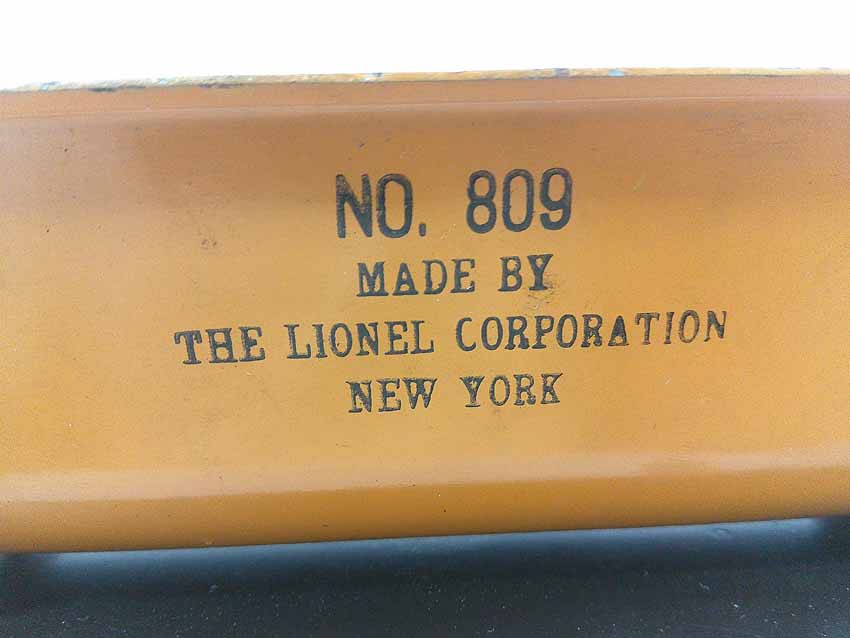 NO. 809
MADE BY
THE LIONEL CORPORATION
NEW YORK